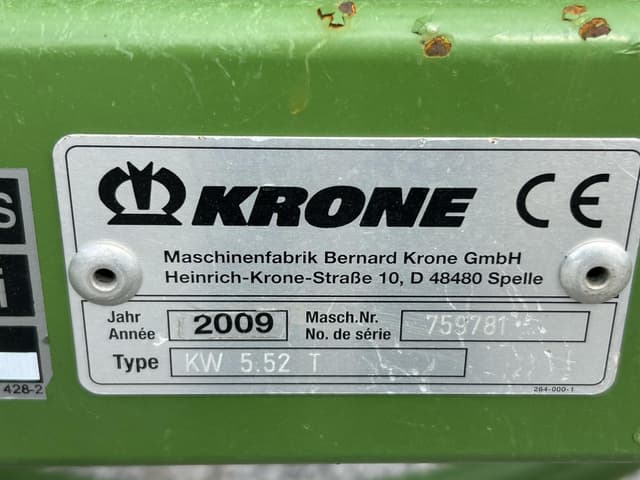 KRONE CE
Maschinenfabrik Bernard Krone GmbH
Heinrich-Krone-Straße 10, D 48480 Spelle
Jahr
Année
2009
Masch.Nr.
No. de série
759781
Type
KW 5.52 T
264-000-1
S
i
428-2